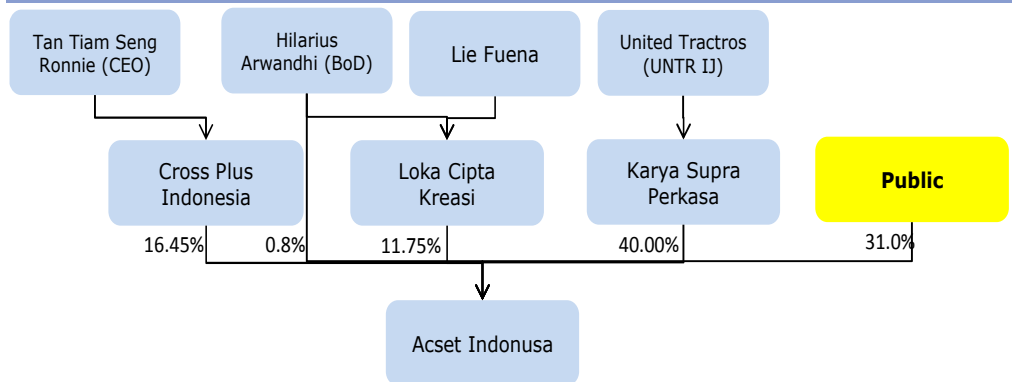 Tan Tiam Seng
Ronnie (CEO)
Hilarius
Arwandhi (BoD)
Lie Fuena
United Tractros
(UNTR IJ)
Cross Plus
Indonesia
Loka Cipta
Kreasi
Karya Supra
Perkasa
Public
16.45%
0.8%
11.75%
40.00%
31.0%
Acset Indonusa